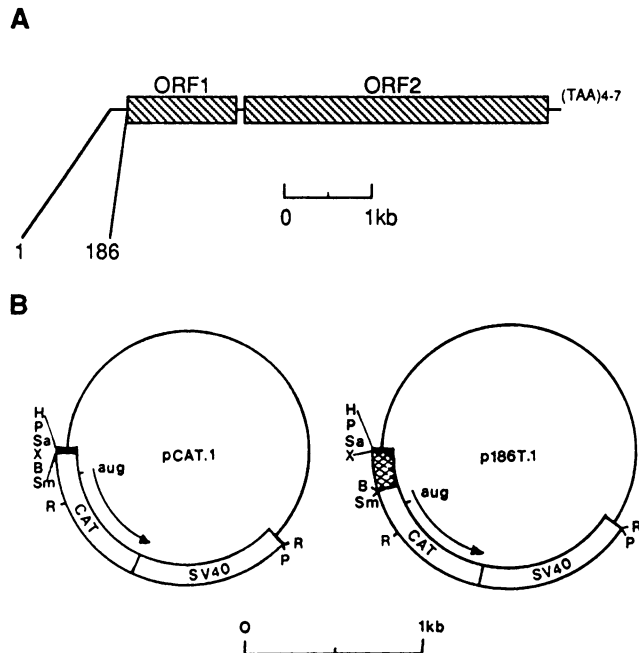 A
ORF1 ORF2
(TAA)4-7
0 1kb
1 186
B
H
P
Sa
X
B
Sm
R
aug
CAT
SV40
R
P
pCAT.1
H
P
Sa
X
B
Sm
R
aug
CAT
SV40
R
P
p186T.1
0 1kb